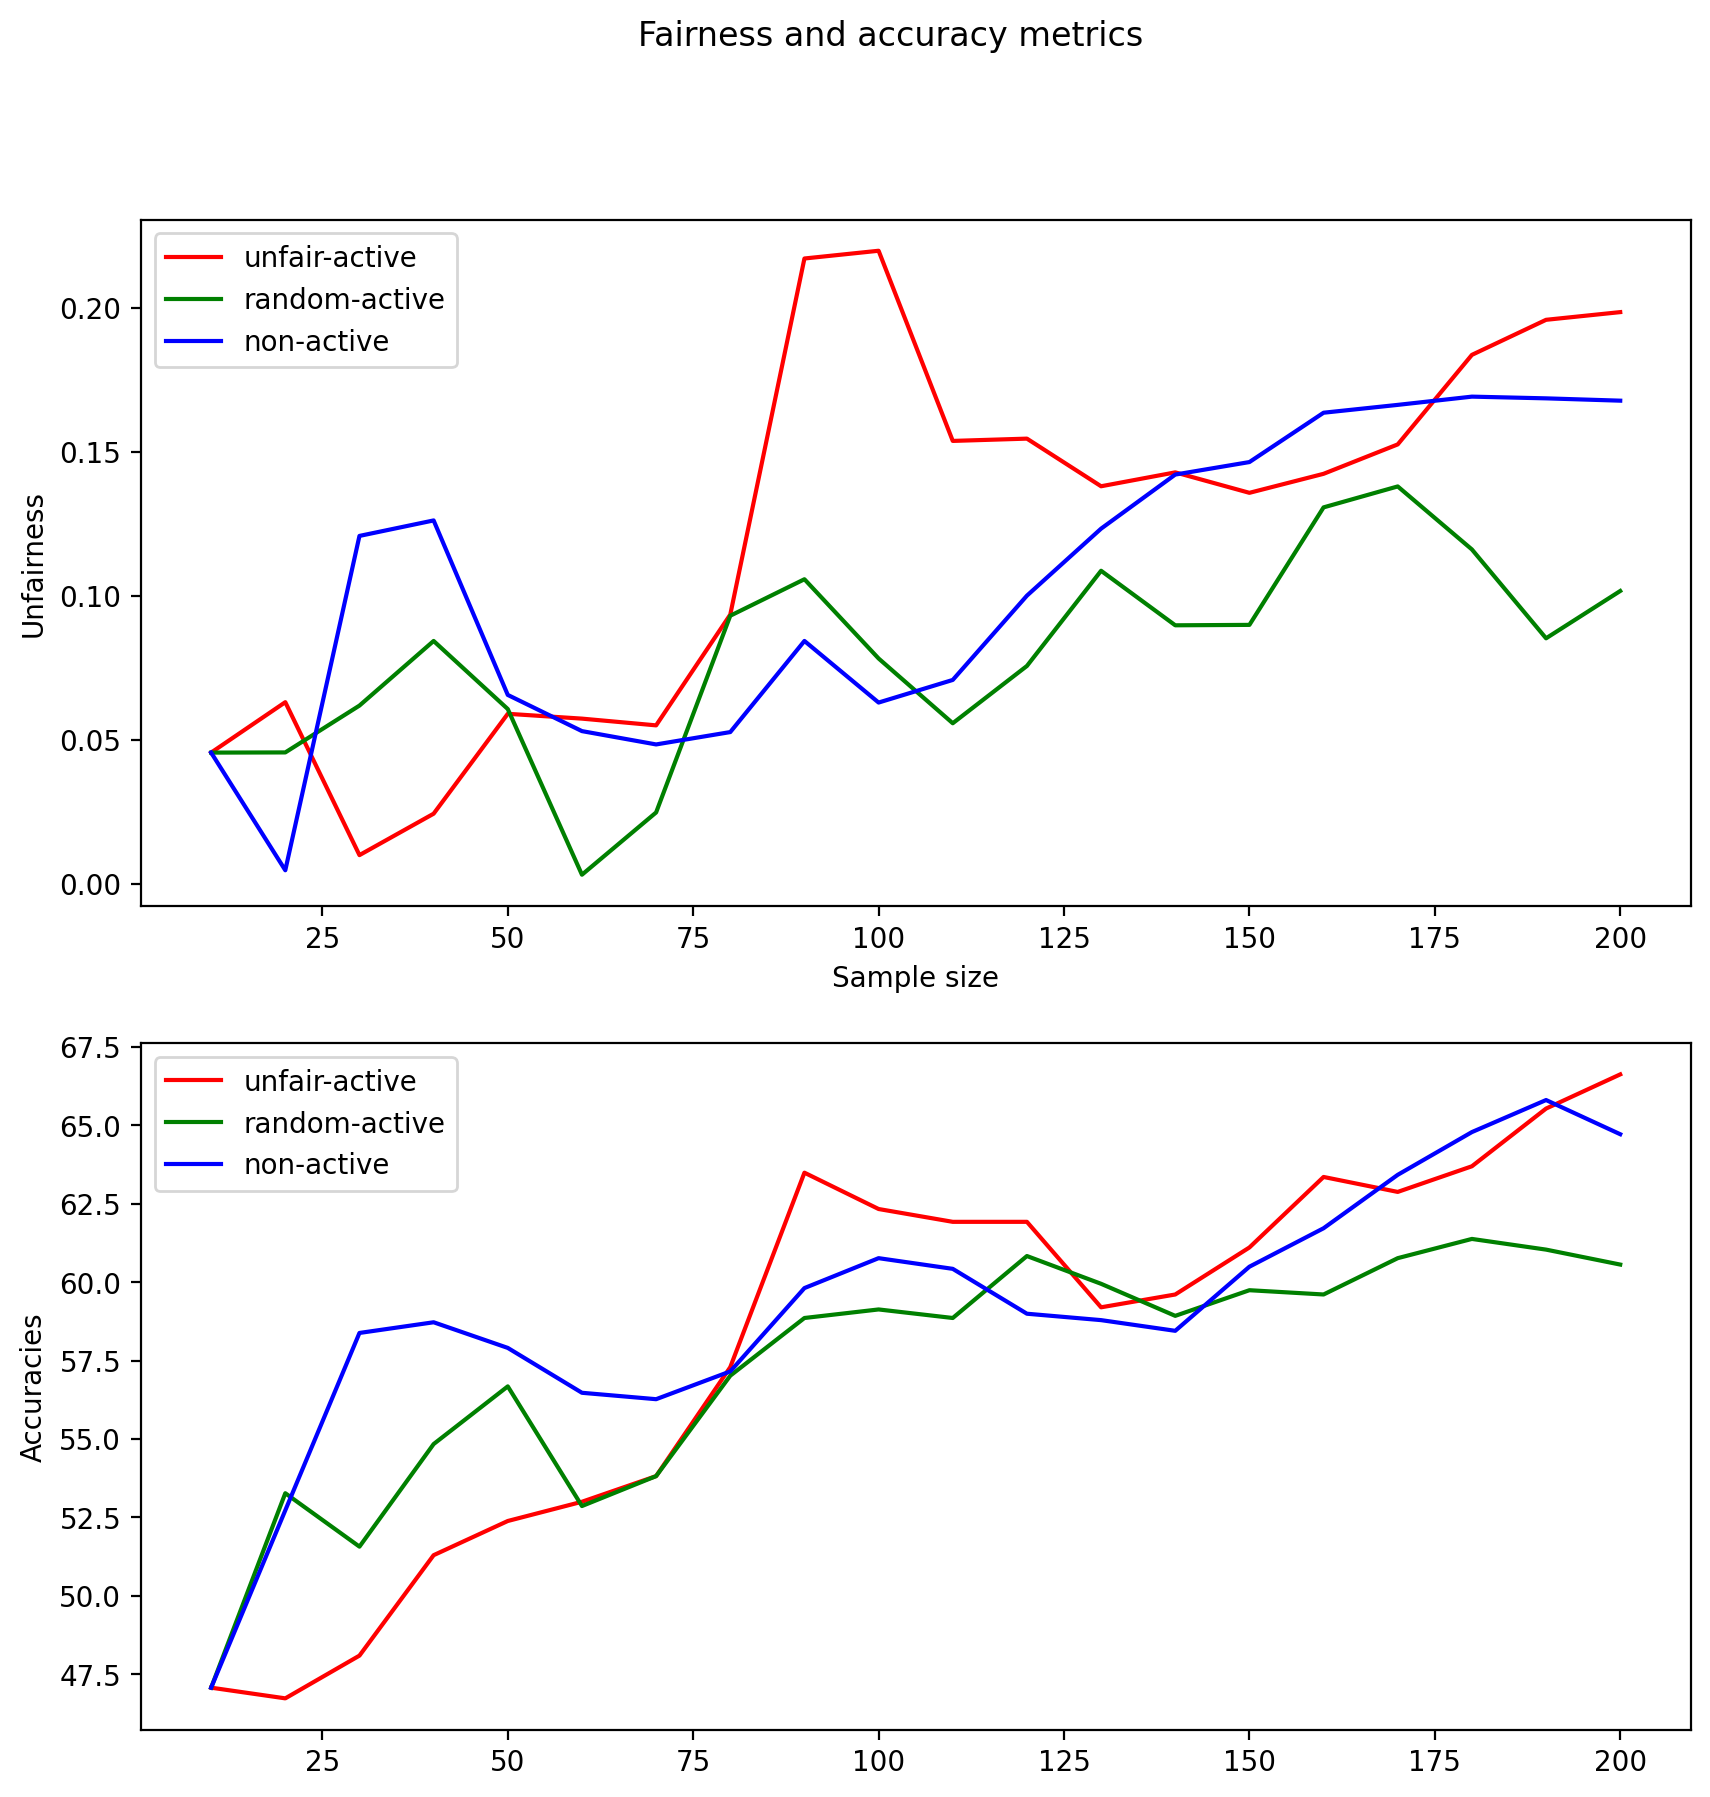 Fairness and accuracy metrics
unfair-active
random-active
non-active
0.20
0.15
0.10
0.05
0.00
Unfairness
25 50 75 100 125 150 175 200
Sample size
unfair-active
random-active
non-active
67.5
65.0
62.5
60.0
57.5
55.0
52.5
50.0
47.5
Accuracies
25 50 75 100 125 150 175 200